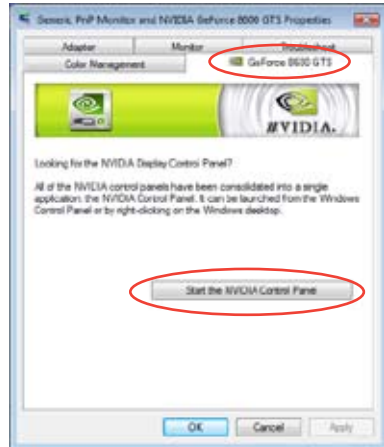 Generic PnP Monitor and NVIDIA GeForce 8600 GTS Properties
Adapter Monitor Troubleshoot
Color Management GeForce 8600 GTS
NVIDIA.
Looking for the NVIDIA Display Control Panel?
All of the NVIDIA control panels have been consolidated into a single
application: the NVIDIA Control Panel. It can be launched from the Windows
Control Panel or by right-clicking on the Windows desktop.
Start the NVIDIA Control Panel
OK Cancel Apply